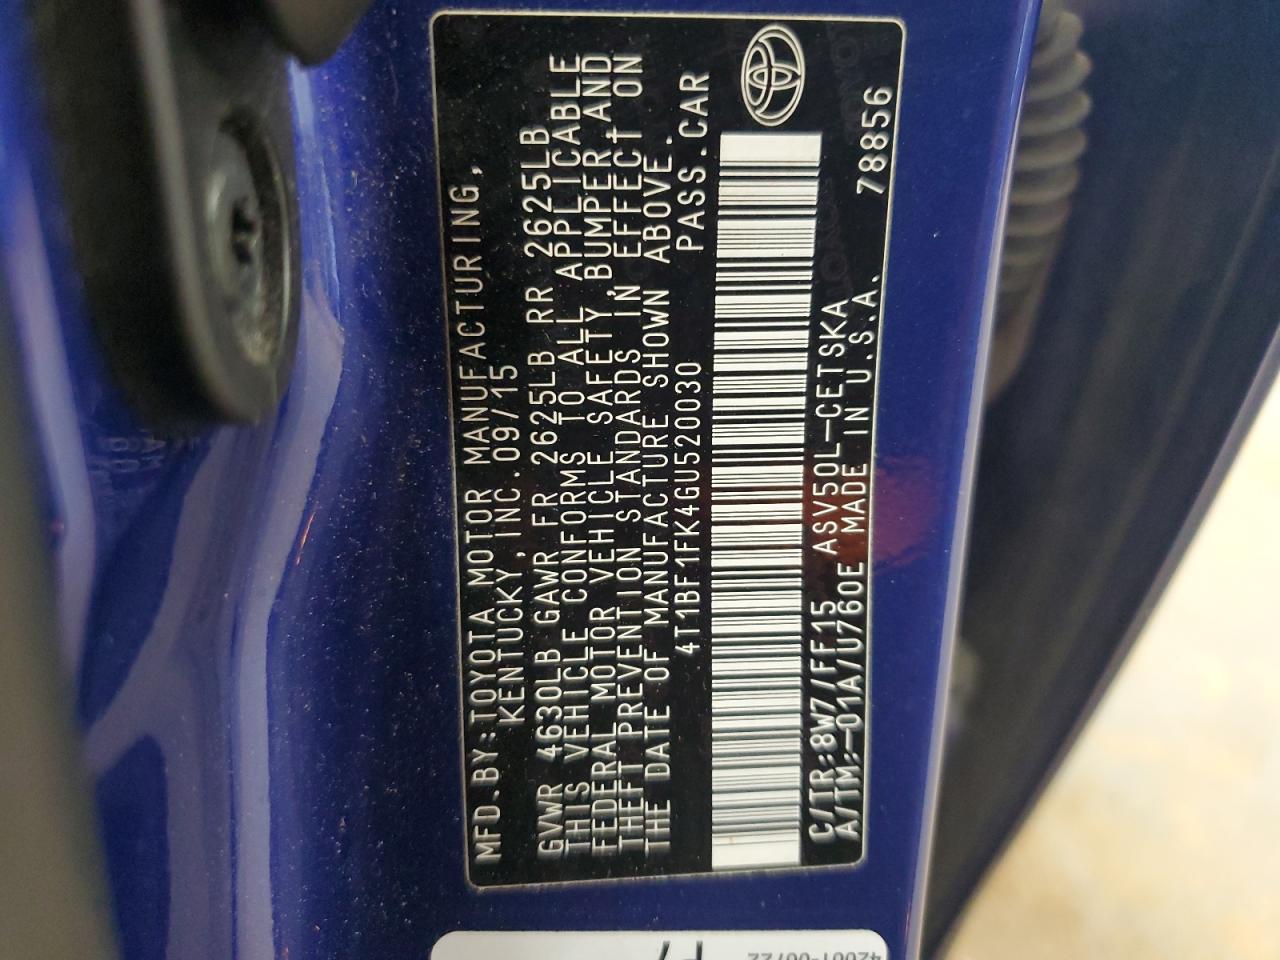 MFD.BY:TOYOTA MOTOR MANUFACTURING,
KENTUCKY,INC.09/15
GVWR 4630LB GAWR FR 2625LB RR 2625LB
THIS VEHICLE CONFORMS TO ALL APPLICABLE
FEDERAL MOTOR VEHICLE SAFETY,BUMPER,AND
THEFT PREVENTION STANDARDS IN EFFECT ON
THE DATE OF MANUFACTURE SHOWN ABOVE.
4T1BF1FK4GU520030 PASS.CAR
C/TR:8W7/FF15 ASV50L-CETSKA
A/TM:-01A/U760E MADE IN U.S.A. 78856